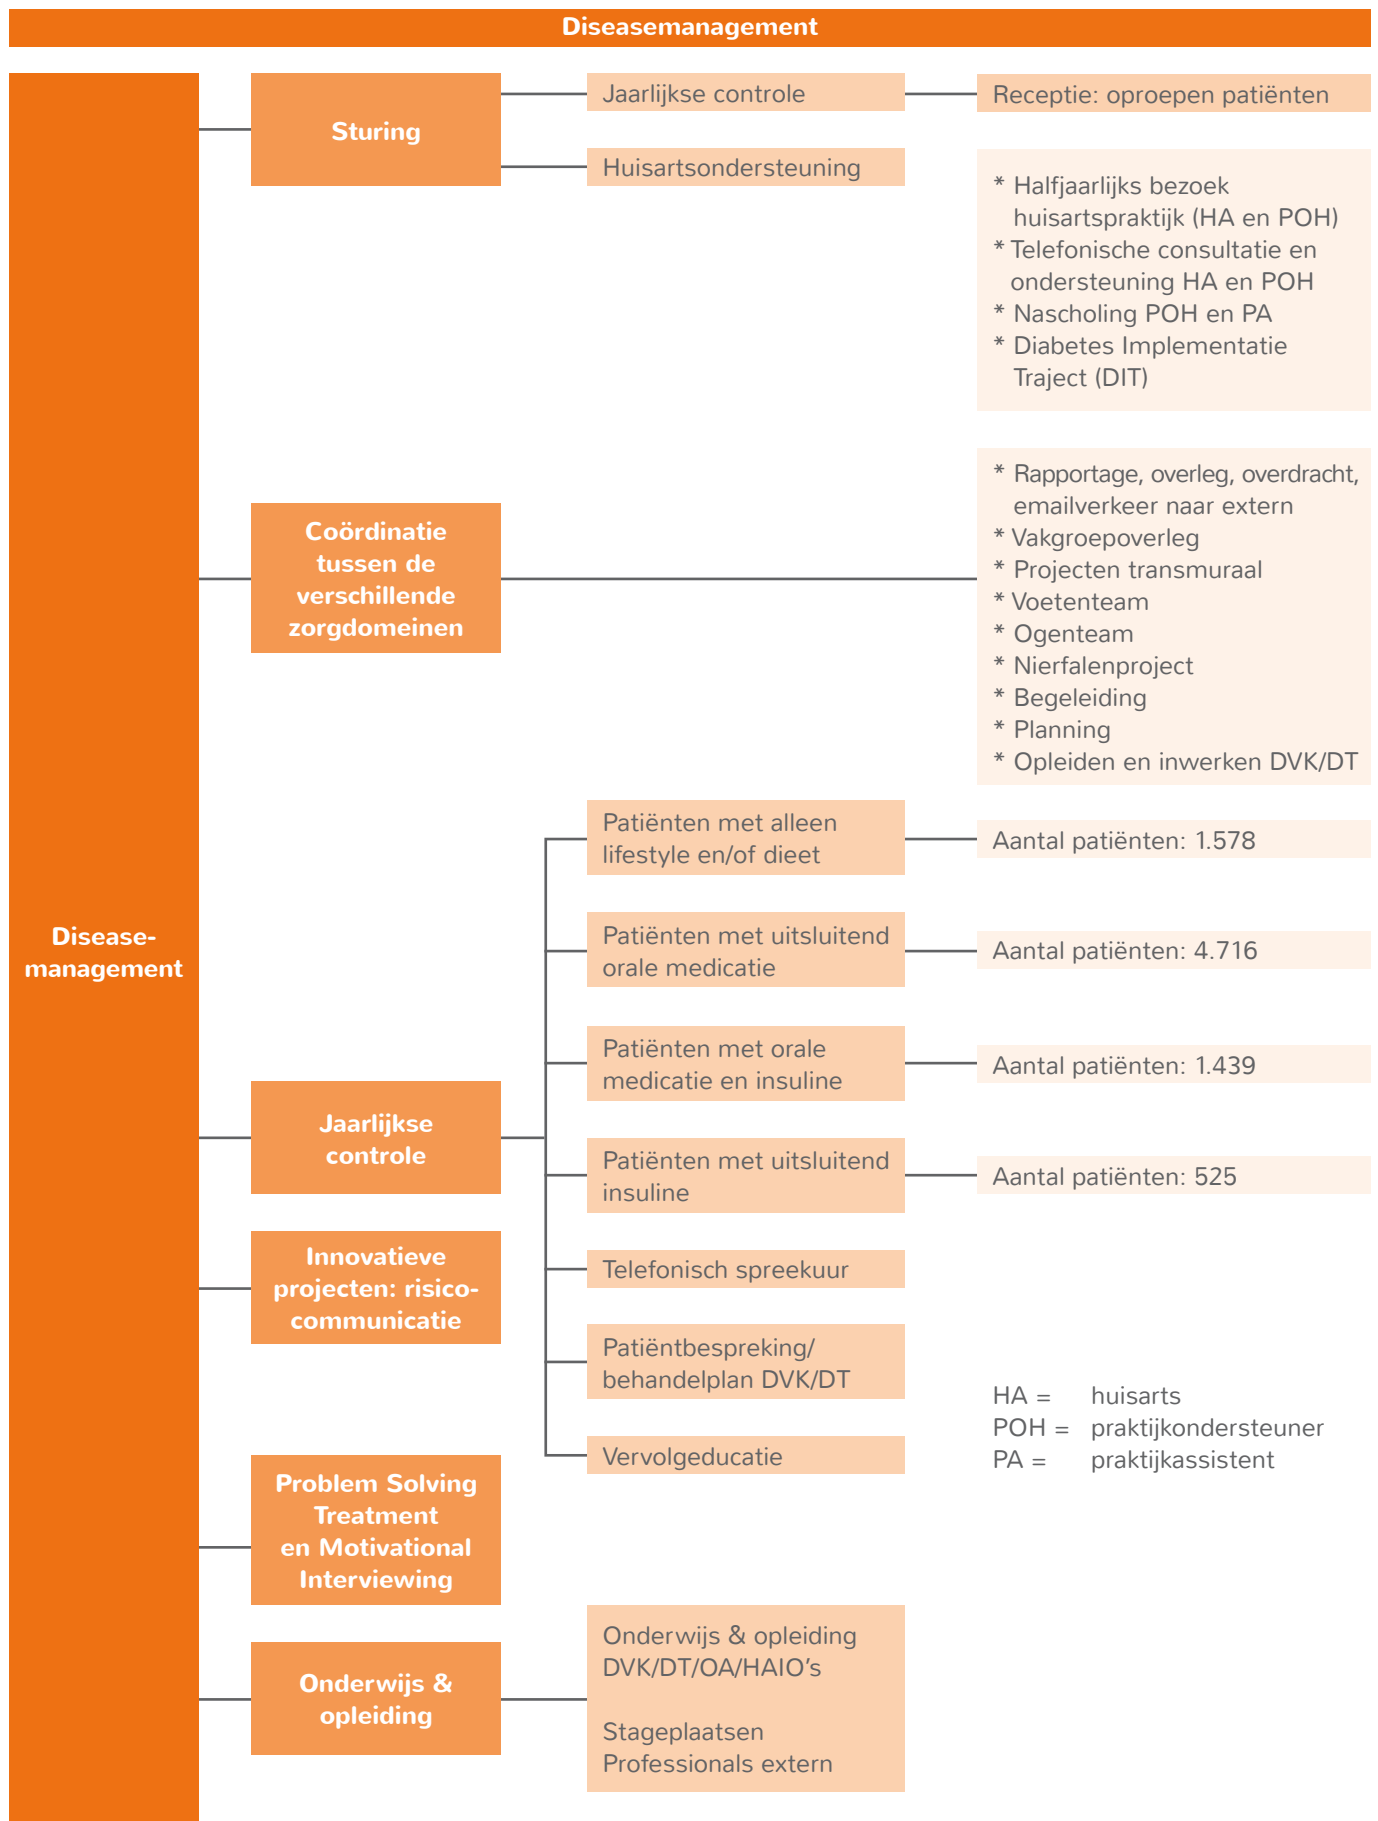 Diseasemanagement
Disease-
management
Sturing
Jaarlijkse controle
Receptie: oproepen patiënten
Huisartsondersteuning
* Halfjaarlijks bezoek
huisartspraktijk (HA en POH)
* Telefonische consultatie en
ondersteuning HA en POH
* Nascholing POH en PA
* Diabetes Implementatie
Traject (DIT)
Coördinatie
tussen de
verschillende
zorgdomeinen
* Rapportage, overleg, overdracht,
emailverkeer naar extern
* Vakgroepoverleg
* Projecten transmuraal
* Voetenteam
* Ogenteam
* Nierfalenproject
* Begeleiding
* Planning
* Opleiden en inwerken DVK/DT
Jaarlijkse
controle
Patiënten met alleen
lifestyle en/of dieet
Aantal patiënten: 1.578
Patiënten met uitsluitend
orale medicatie
Aantal patiënten: 4.716
Patiënten met orale
medicatie en insuline
Aantal patiënten: 1.439
Patiënten met uitsluitend
insuline
Aantal patiënten: 525
Telefonisch spreekuur
Patiëntbespreking/
behandelplan DVK/DT
Vervolgeducatie
Innovatieve
projecten: risico-
communicatie
HA = huisarts
POH = praktijkondersteuner
PA = praktijkassistent
Problem Solving
Treatment
en Motivational
Interviewing
Onderwijs &
opleiding
Onderwijs & opleiding
DVK/DT/OA/HAIO's
Stageplaatsen
Professionals extern